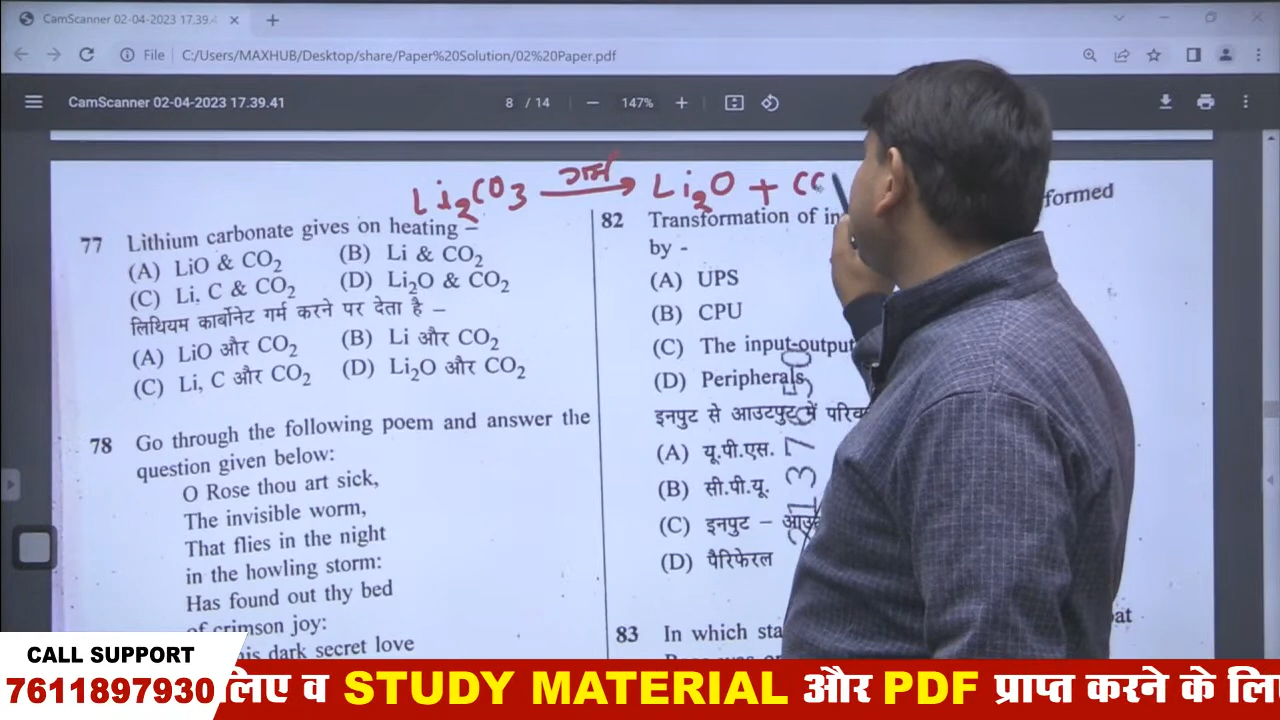 CamScanner 02-04-2023 17.39.4
File C:/Users/MAXHUB/Desktop/share/Paper%20Solution/02%20Paper.pdf
CamScanner 02-04-2023 17.39.41
8 / 14
147%
Li2CO3 गर्म → Li2O + CO
77 Lithium carbonate gives on heating –
(A) LiO & CO2 (B) Li & CO2
(C) Li, C & CO2 (D) Li2O & CO2
लिथियम कार्बोनेट गर्म करने पर देता है –
(A) LiO और CO2 (B) Li और CO2
(C) Li, C और CO2 (D) Li2O और CO2
78 Go through the following poem and answer the
question given below:
O Rose thou art sick,
The invisible worm,
That flies in the night
in the howling storm:
Has found out thy bed
of crimson joy:
dark secret love
82 Transformation of in
formed
by -
(A) UPS
(B) CPU
(C) The input-output
(D) Peripherals
इनपुट से आउटपुट में
(A) यू.पी.एस.
(B) सी.पी.यू.
(C) इनपुट –
(D) पैरिफेरल
83 In which sta
CALL SUPPORT
7611897930
लिए व STUDY MATERIAL और PDF प्राप्त करने के